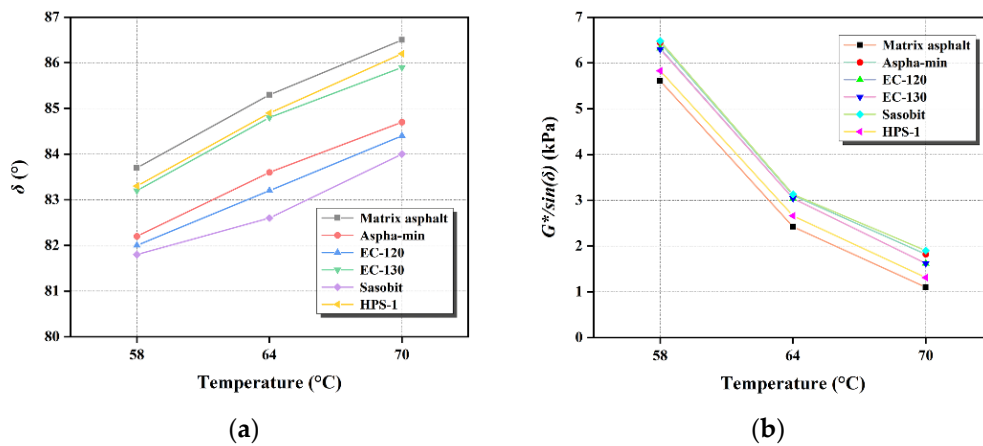 87
86
85
84
83
82
81
80
δ (°)
Matrix asphalt
Aspha-min
EC-120
EC-130
Sasobit
HPS-1
58
64
70
Temperature (°C)
(a)
7
6
5
4
3
2
1
0
G*/sin(δ) (kPa)
Matrix asphalt
Aspha-min
EC-120
EC-130
Sasobit
HPS-1
58
64
70
Temperature (°C)
(b)